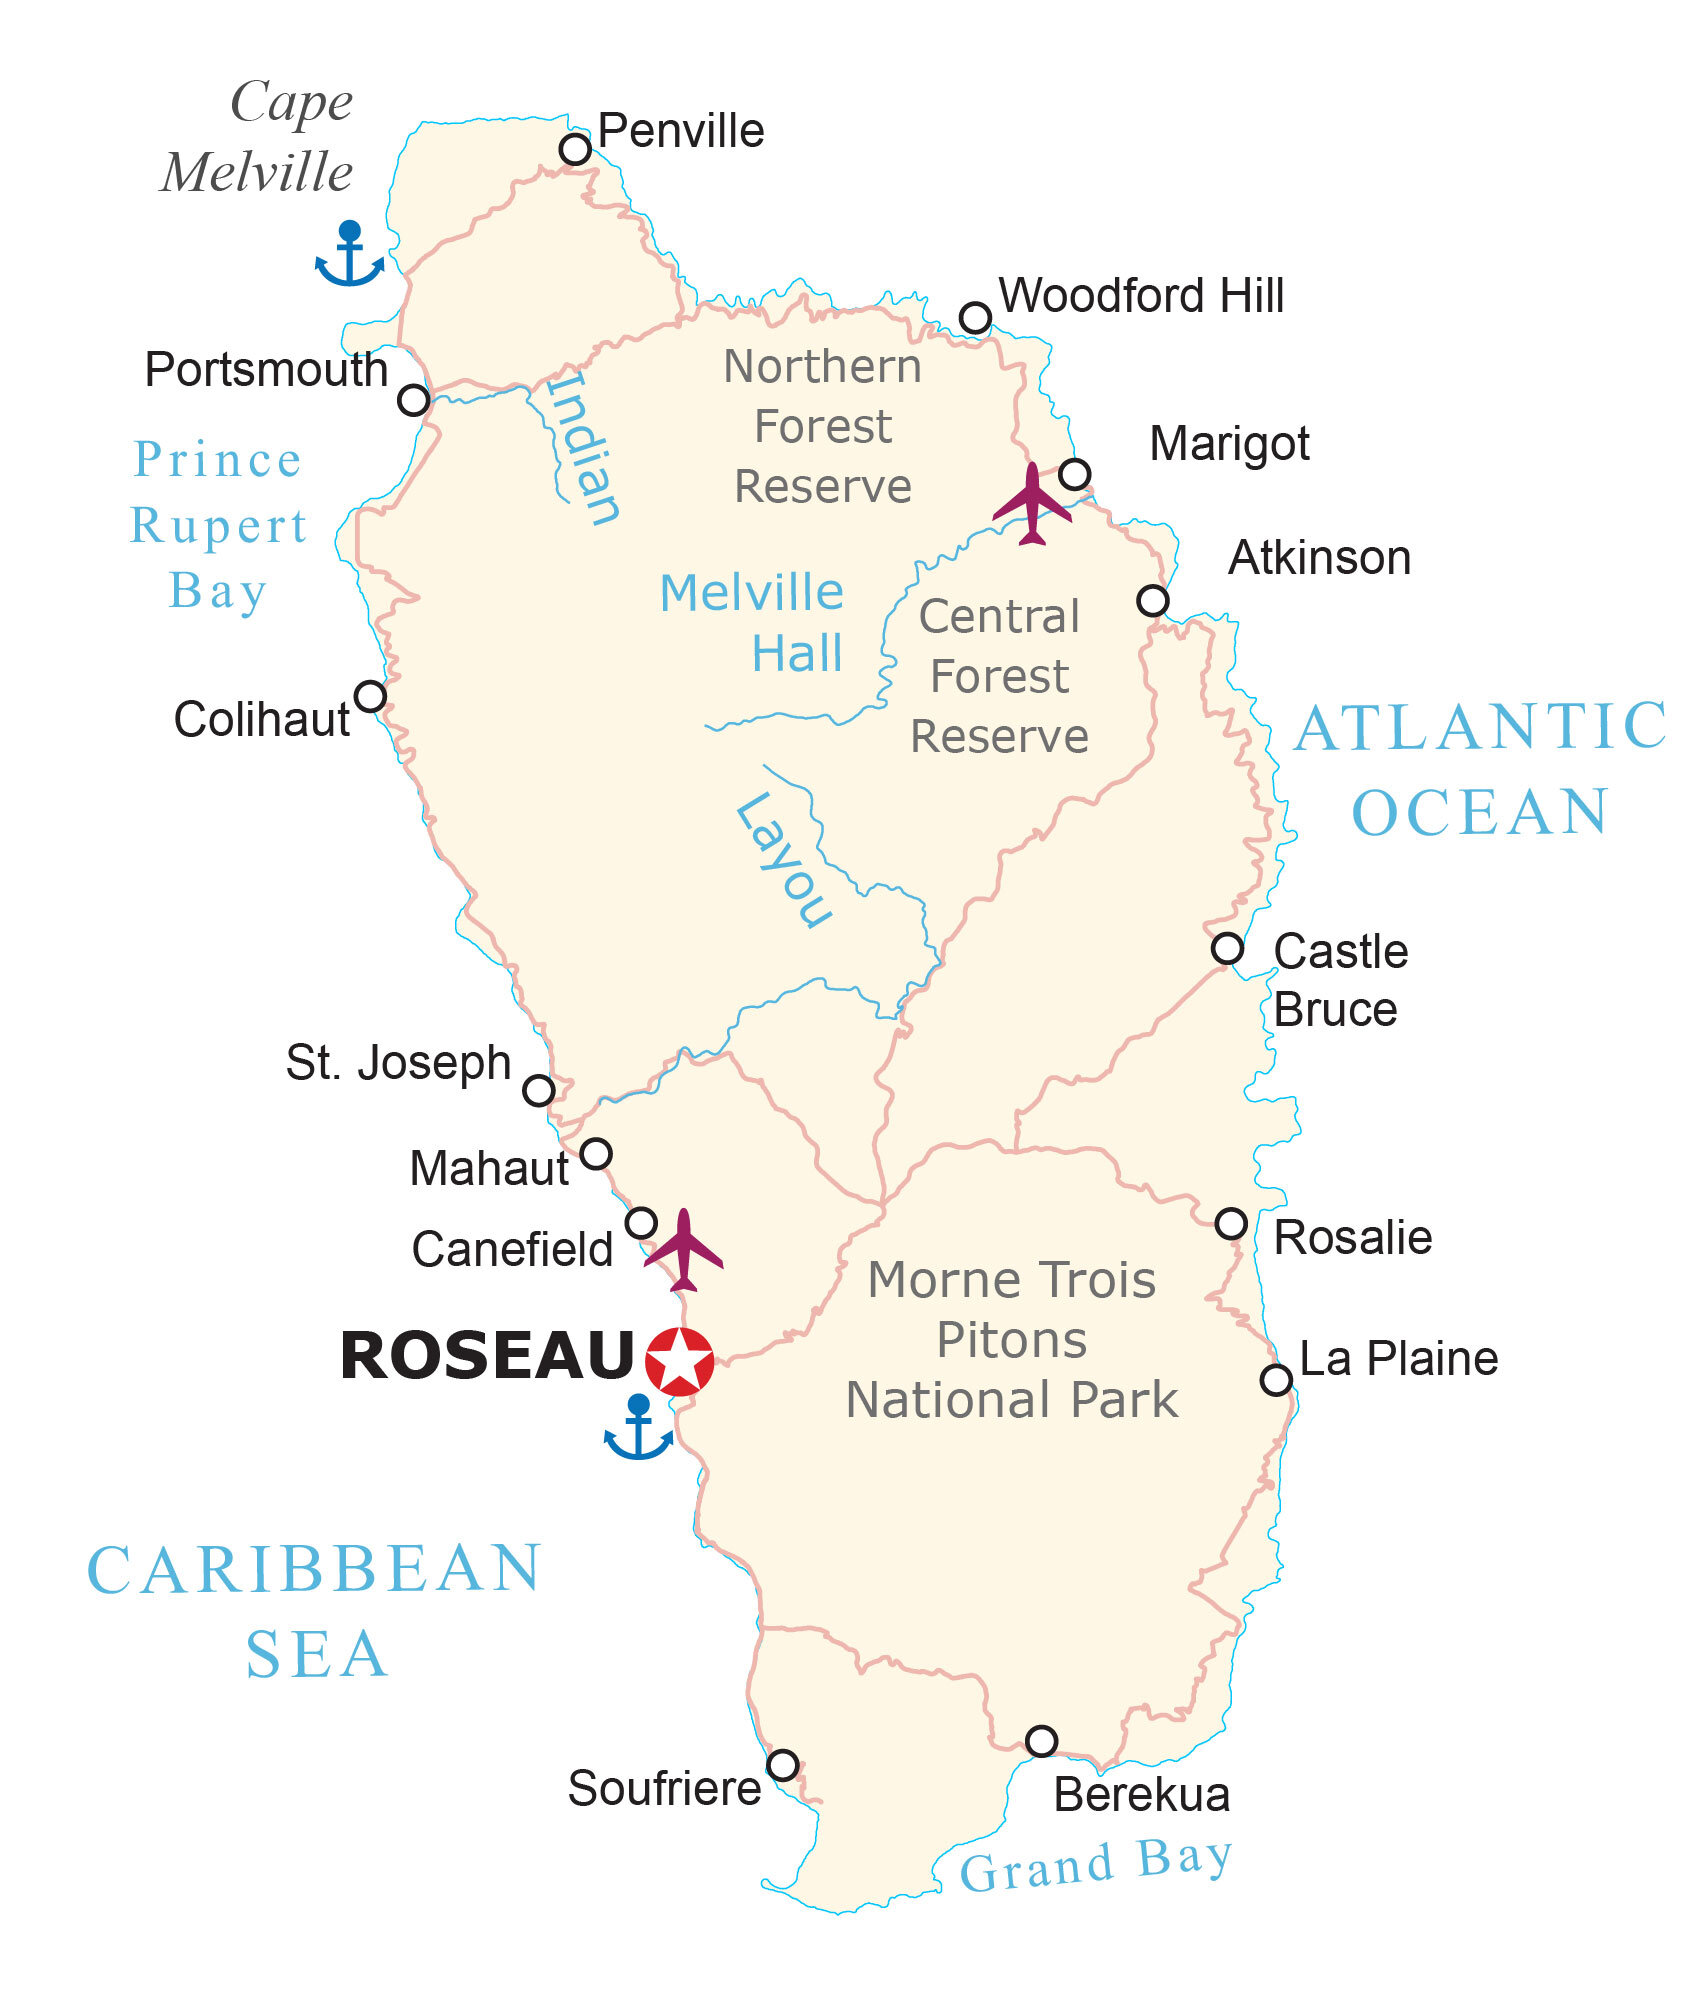 Cape
Melville
Penville
Woodford Hill
Portsmouth
Northern
Forest
Reserve
Indian
Prince
Rupert
Bay
Marigot
Atkinson
Melville
Hall
Central
Forest
Reserve
Colihaut
ATLANTIC
OCEAN
Layou
Castle
Bruce
St. Joseph
Mahaut
Canefield
Rosalie
Morne Trois
Pitons
National Park
ROSEAU
La Plaine
CARIBBEAN
SEA
Soufriere
Berekua
Grand Bay